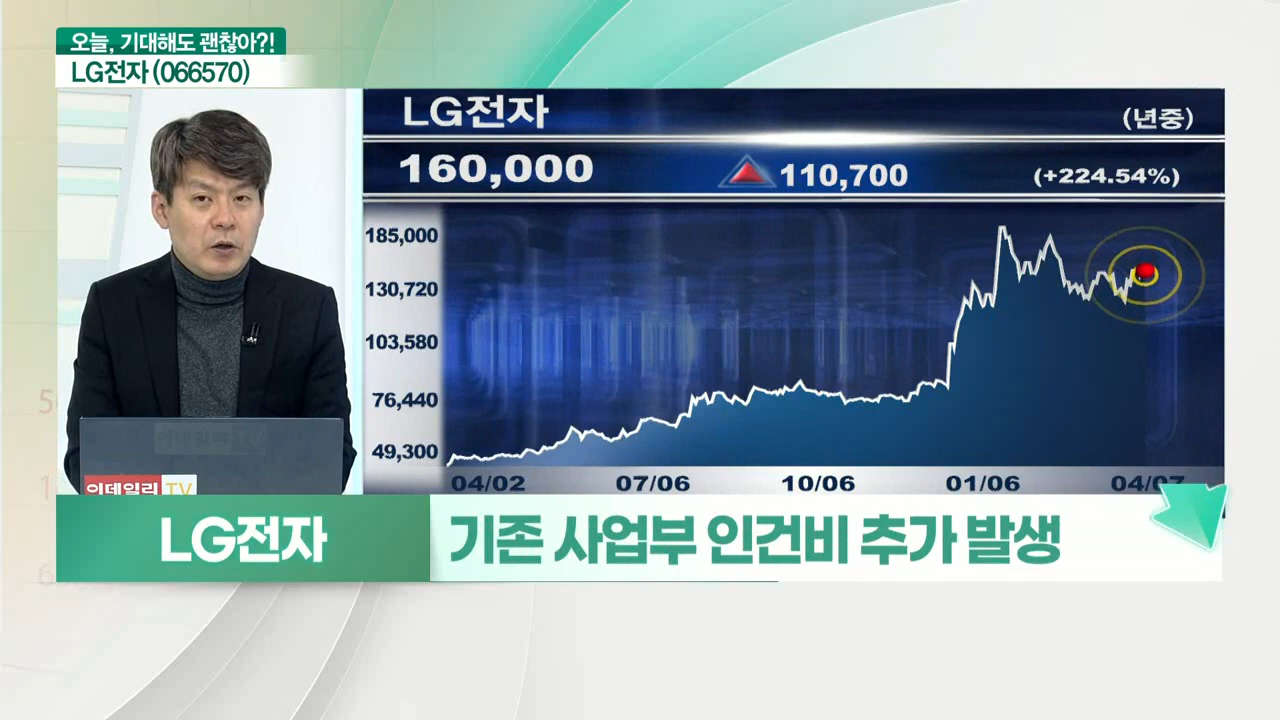 오늘, 기대해도 괜찮아?!
LG전자 (066570)
LG전자 (년중)
160,000 110,700 (+224.54%)
185,000
130,720
103,580
76,440
49,300
04/02 07/06 10/06 01/06 04/07
이데일리 TV
LG전자 기존 사업부 인건비 추가 발생